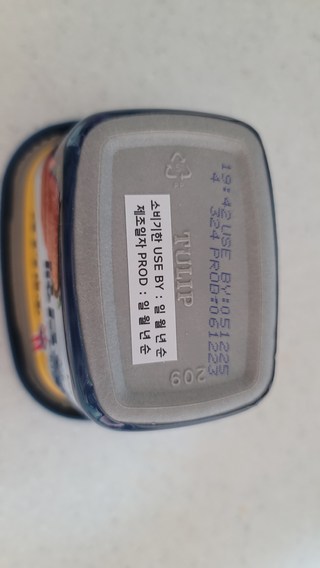 19:42 USE BY:051225
4 324 PROD:061223
TULIP
209
소비기한 USE BY : 일 월 년 순
제조일자 PROD : 일 월 년 순